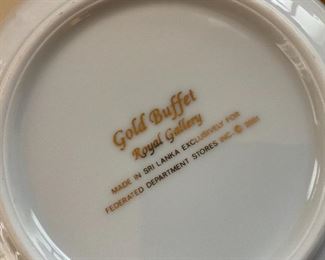 Gold Buffet
Royal Gallery
MADE IN SRI LANKA EXCLUSIVELY FOR
FEDERATED DEPARTMENT STORES INC. ©